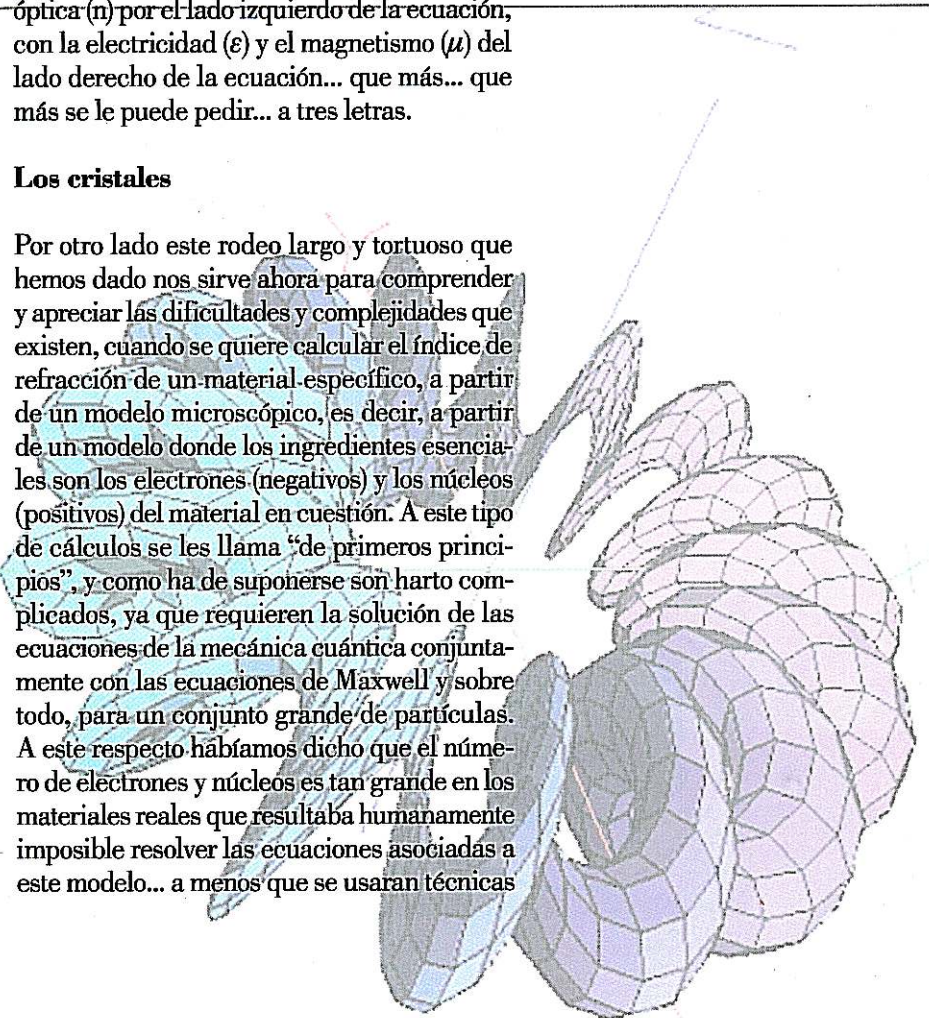 óptica (n) por el lado izquierdo de la ecuación,
con la electricidad (ε) y el magnetismo (μ) del
lado derecho de la ecuación... que más... que
más se le puede pedir... a tres letras.
Los cristales
Por otro lado este rodeo largo y tortuoso que
hemos dado nos sirve ahora para comprender
y apreciar las dificultades y complejidades que
existen, cuando se quiere calcular el índice de
refracción de un material específico, a partir
de un modelo microscópico, es decir, a partir
de un modelo donde los ingredientes esencia-
les son los electrones (negativos) y los núcleos
(positivos) del material en cuestión. A este tipo
de cálculos se les llama “de primeros princi-
pios”, y como ha de suponerse son harto com-
plicados, ya que requieren la solución de las
ecuaciones de la mecánica cuántica conjunta-
mente con las ecuaciones de Maxwell y sobre
todo, para un conjunto grande de partículas.
A este respecto habíamos dicho que el núme-
ro de electrones y núcleos es tan grande en los
materiales reales que resultaba humanamente
imposible resolver las ecuaciones asociadas a
este modelo... a menos que se usaran técnicas